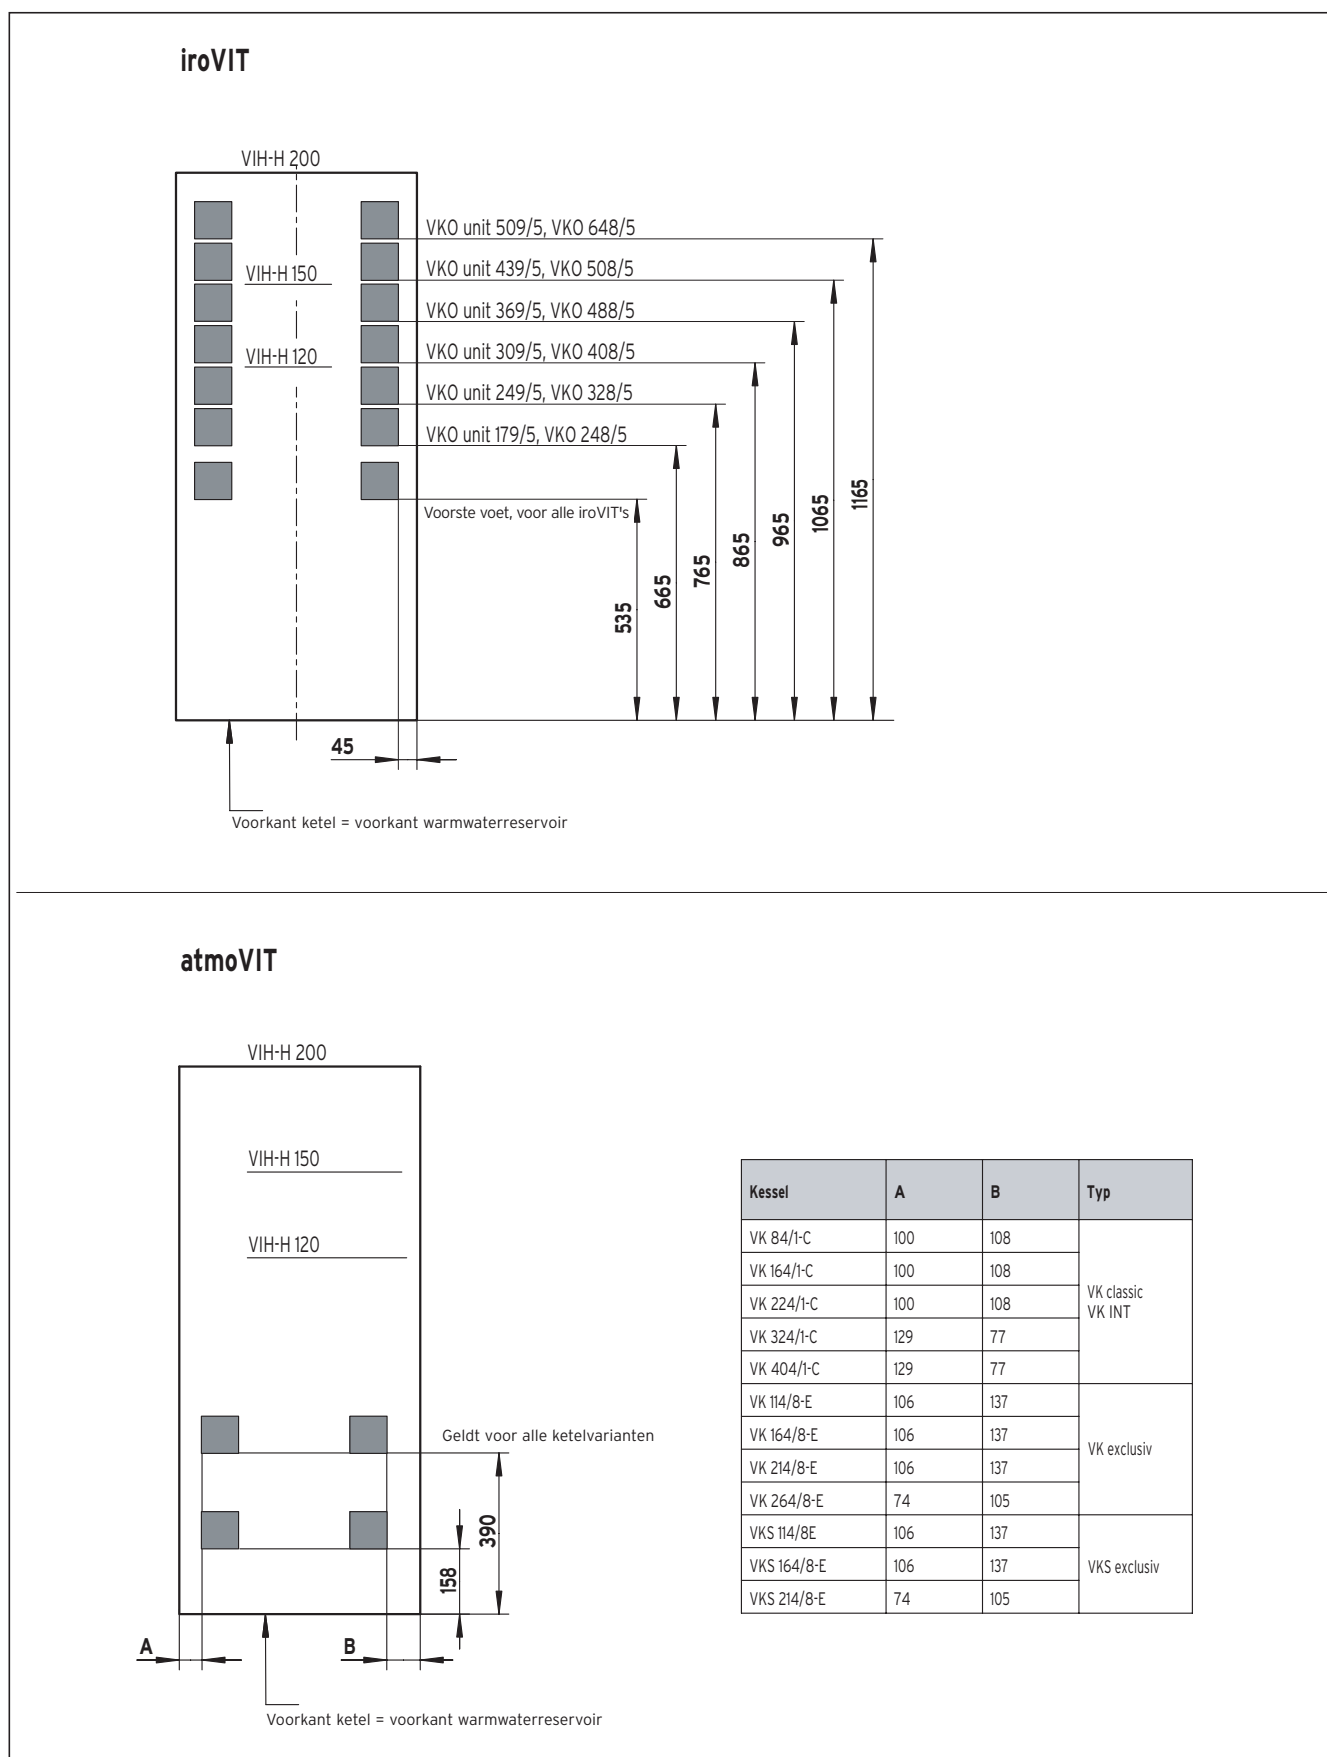 iroVIT
VIH-H 200
VKO unit 509/5, VKO 648/5
VIH-H 150
VKO unit 439/5, VKO 508/5
VKO unit 369/5, VKO 488/5
VIH-H 120
VKO unit 309/5, VKO 408/5
VKO unit 249/5, VKO 328/5
VKO unit 179/5, VKO 248/5
Voorste voet, voor alle iroVIT's
535
665
765
865
965
1065
1165
45
Voorkant ketel = voorkant warmwaterreservoir
atmoVIT
VIH-H 200
VIH-H 150
VIH-H 120
Geldt voor alle ketelvarianten
390
158
A
B
Voorkant ketel = voorkant warmwaterreservoir
Kessel A B Typ
VK 84/1-C 100 108
VK 164/1-C 100 108
VK 224/1-C 100 108
VK classic
VK INT
VK 324/1-C 129 77
VK 404/1-C 129 77
VK 114/8-E 106 137
VK 164/8-E 106 137
VK exclusiv
VK 214/8-E 106 137
VK 264/8-E 74 105
VKS 114/8E 106 137
VKS 164/8-E 106 137 VKS exclusiv
VKS 214/8-E 74 105